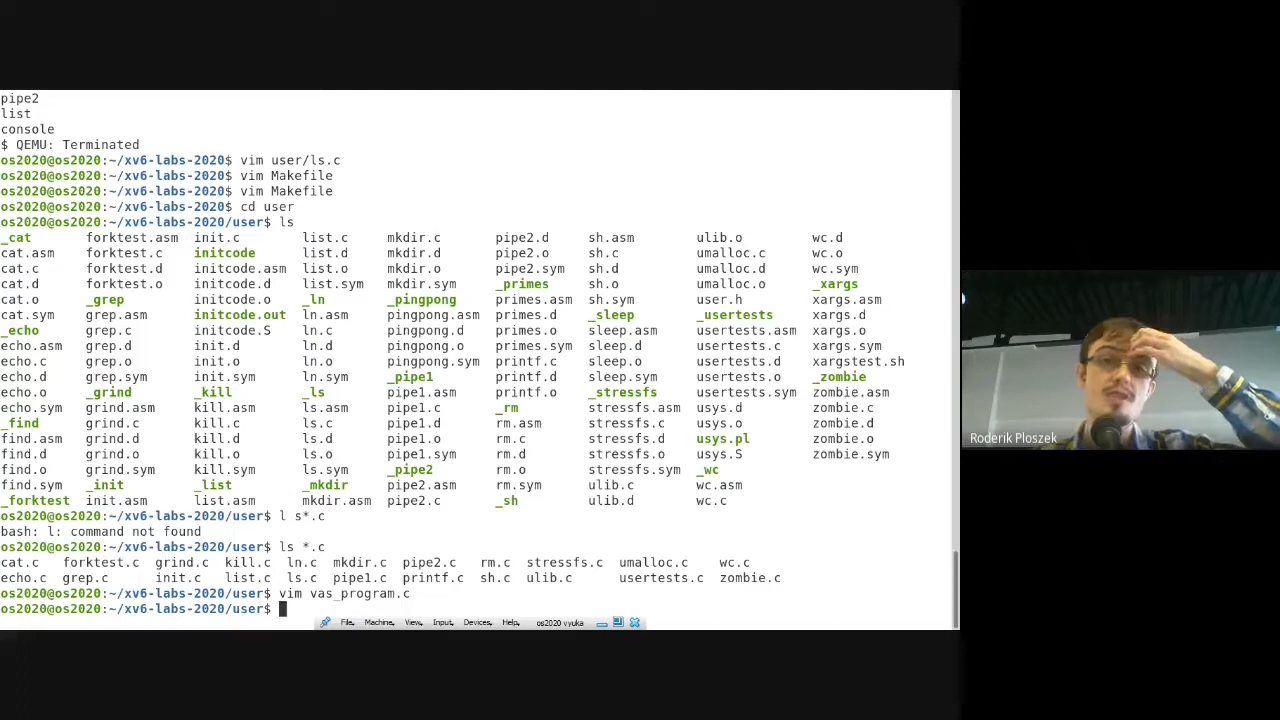 pipe2
list
console
$ QEMU: Terminated
os2020@os2020:~/xv6-labs-2020$ vim user/ls.c
os2020@os2020:~/xv6-labs-2020$ vim Makefile
os2020@os2020:~/xv6-labs-2020$ vim Makefile
os2020@os2020:~/xv6-labs-2020$ cd user
os2020@os2020:~/xv6-labs-2020/user$ ls
_cat forktest.asm init.c list.c mkdir.c pipe2.d sh.asm ulib.o wc.d
cat.asm forktest.c initcode list.d mkdir.d pipe2.o sh.c umalloc.c wc.o
cat.c forktest.d initcode.asm list.o mkdir.o pipe2.sym sh.d umalloc.d wc.sym
cat.d forktest.o initcode.d list.sym mkdir.sym _primes sh.o umalloc.o _xargs
cat.o _grep initcode.o _ln _pingpong primes.asm sh.sym user.h xargs.asm
cat.sym grep.asm initcode.out ln.asm pingpong.asm primes.d _sleep _usertests xargs.d
_echo grep.c initcode.S ln.c pingpong.d primes.o sleep.asm usertests.asm xargs.o
echo.asm grep.d init.d ln.d pingpong.o primes.sym sleep.d usertests.c xargs.sym
echo.c grep.o init.o ln.o pingpong.sym printf.c sleep.o usertests.d xargstest.sh
echo.d grep.sym init.sym ln.sym _pipe1 printf.d sleep.sym usertests.o _zombie
echo.o _grind _kill _ls pipe1.asm printf.o _stressfs usertests.sym zombie.asm
echo.sym grind.asm kill.asm ls.asm pipe1.c _rm stressfs.asm usys.d zombie.c
_find grind.c kill.c ls.c pipe1.d rm.asm stressfs.c usys.o zombie.d
find.asm grind.d kill.d ls.d pipe1.o rm.c stressfs.d usys.pl zombie.o
find.d grind.o kill.o ls.o pipe1.sym rm.d stressfs.o usys.S zombie.sym
find.o grind.sym kill.sym ls.sym _pipe2 rm.o stressfs.sym _wc
find.sym _init _list _mkdir pipe2.asm rm.sym ulib.c wc.asm
_forktest init.asm list.asm mkdir.asm pipe2.c _sh ulib.d wc.c
os2020@os2020:~/xv6-labs-2020/user$ l s*.c
bash: l: command not found
os2020@os2020:~/xv6-labs-2020/user$ ls *.c
cat.c forktest.c grind.c kill.c ln.c mkdir.c pipe2.c rm.c stressfs.c umalloc.c wc.c
echo.c grep.c init.c list.c ls.c pipe1.c printf.c sh.c ulib.c usertests.c zombie.c
os2020@os2020:~/xv6-labs-2020/user$ vim vas_program.c
os2020@os2020:~/xv6-labs-2020/user$
File Machine View Input Devices Help os2020 vyuka
Roderik Ploszek